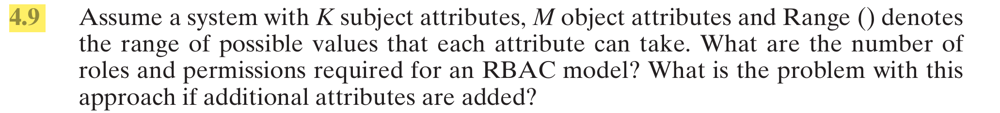 4.9 Assume a system with K subject attributes, M object attributes and Range () denotes
the range of possible values that each attribute can take. What are the number of
roles and permissions required for an RBAC model? What is the problem with this
approach if additional attributes are added?